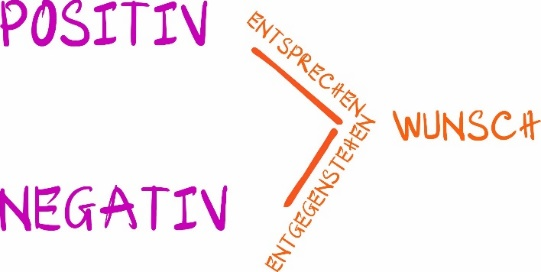 POSITIV
ENTSPRECHEN
WUNSCH
ENTGEGENSTEHEN
NEGATIV